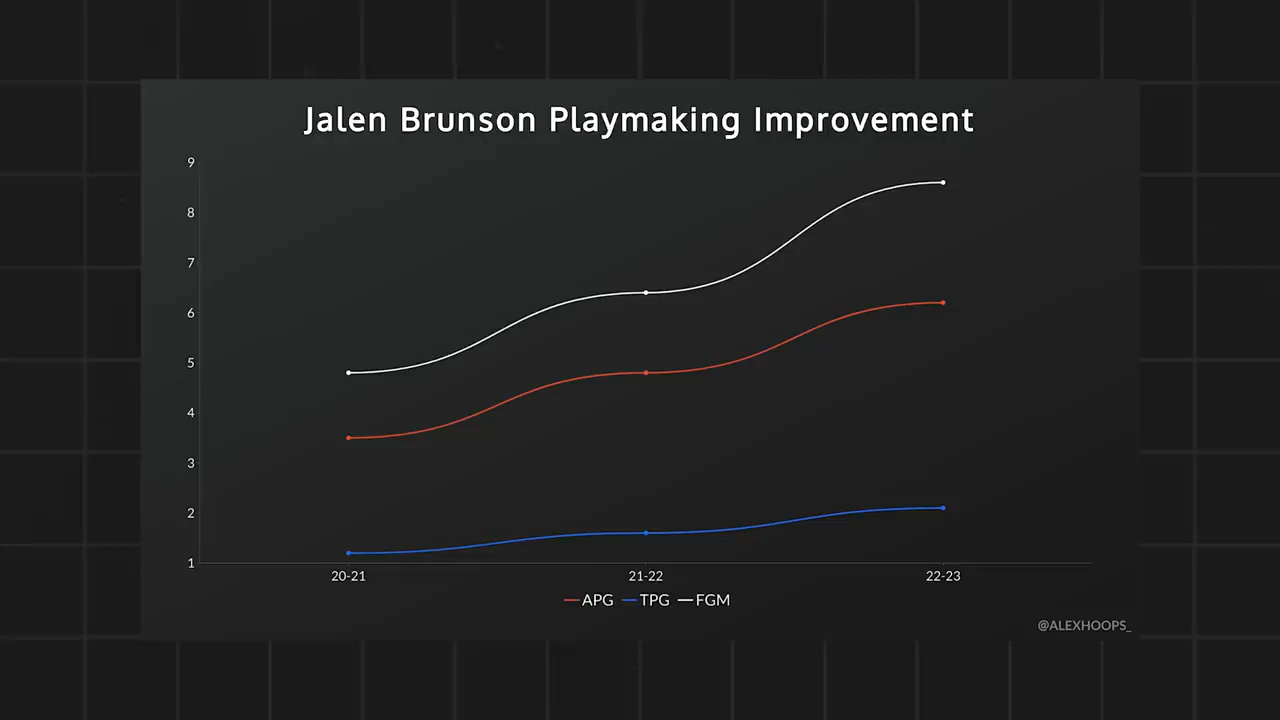 Jalen Brunson Playmaking Improvement
9
8
7
6
5
4
3
2
1
20-21 21-22 22-23
APG TPG FGM
@ALEXHOOPS_